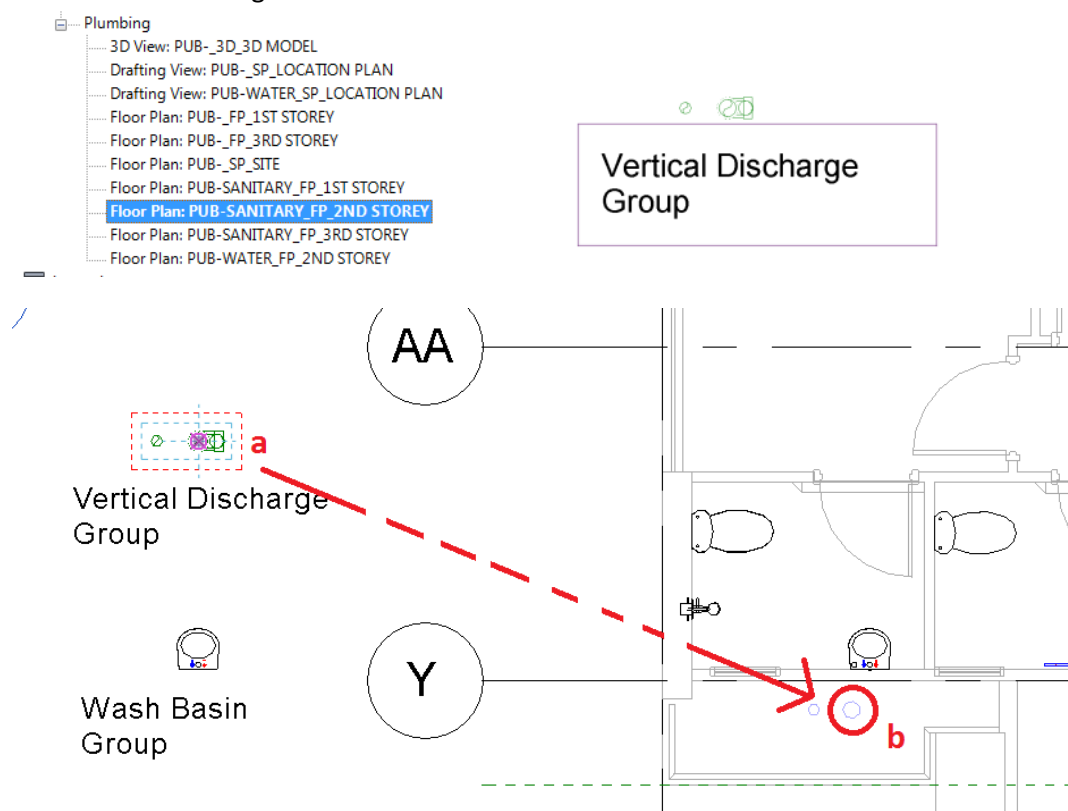 Plumbing
3D View: PUB-_3D_3D MODEL
Drafting View: PUB-_SP_LOCATION PLAN
Drafting View: PUB-WATER_SP_LOCATION PLAN
Floor Plan: PUB-_FP_1ST STOREY
Floor Plan: PUB-_FP_3RD STOREY
Floor Plan: PUB-_SP_SITE
Floor Plan: PUB-SANITARY_FP_1ST STOREY
Floor Plan: PUB-SANITARY_FP_2ND STOREY
Floor Plan: PUB-SANITARY_FP_3RD STOREY
Floor Plan: PUB-WATER_FP_2ND STOREY
Vertical Discharge
Group
AA
a
Vertical Discharge
Group
Y
Wash Basin
Group
b